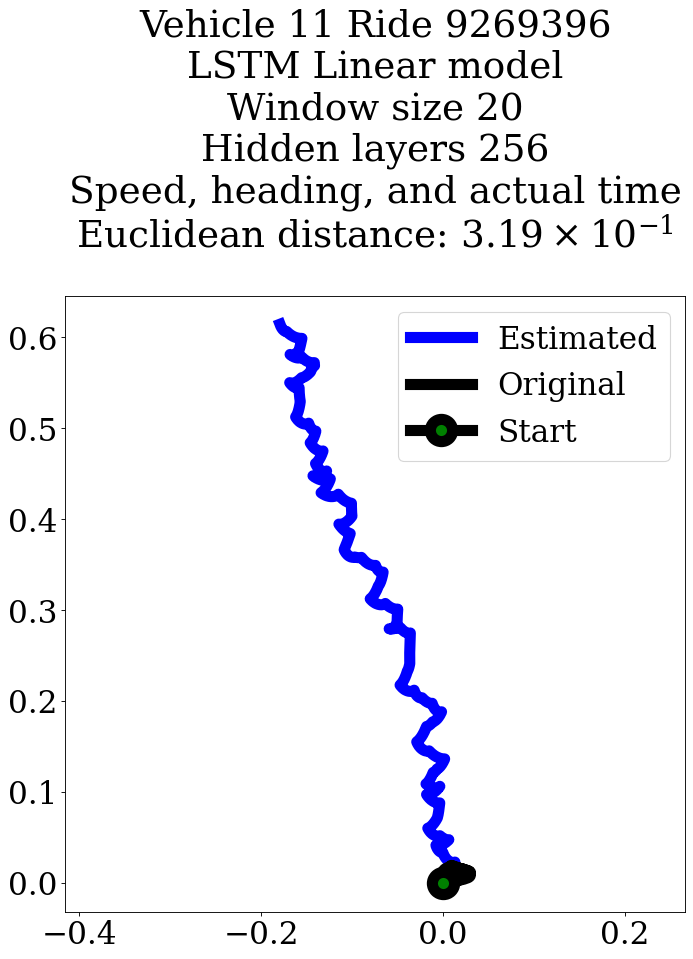 Vehicle 11 Ride 9269396
LSTM Linear model
Window size 20
Hidden layers 256
Speed, heading, and actual time
Euclidean distance: 3.19 × 10⁻¹
Estimated
Original
Start
0.6
0.5
0.4
0.3
0.2
0.1
0.0
−0.4 −0.2 0.0 0.2